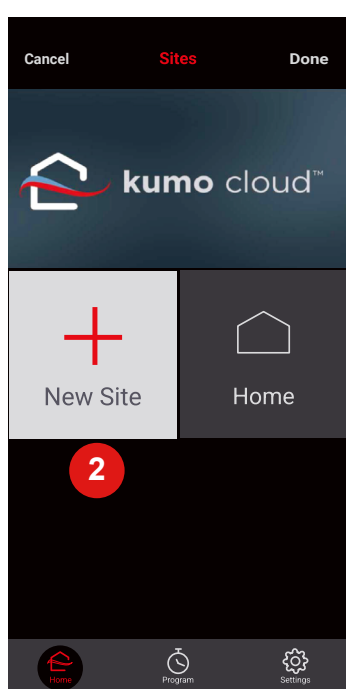 Cancel Sites Done
kumo cloud™
New Site Home
2
Home Program Settings